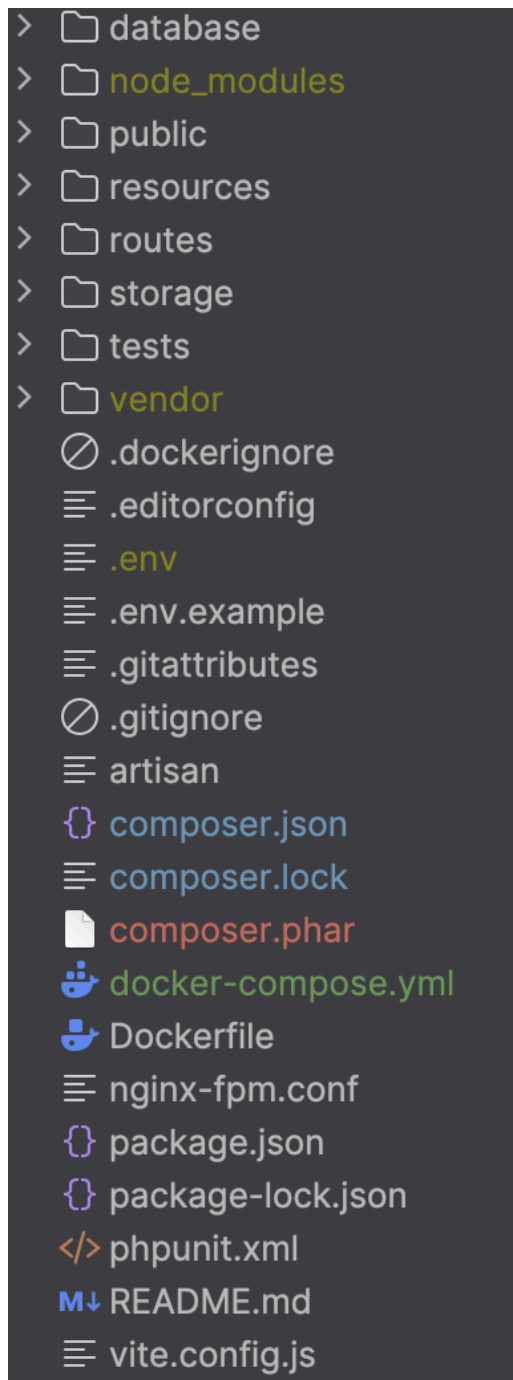 database
node_modules
public
resources
routes
storage
tests
vendor
.dockerignore
.editorconfig
.env
.env.example
.gitattributes
.gitignore
artisan
{} composer.json
composer.lock
composer.phar
docker-compose.yml
Dockerfile
nginx-fpm.conf
{} package.json
{} package-lock.json
</> phpunit.xml
M↓ README.md
vite.config.js